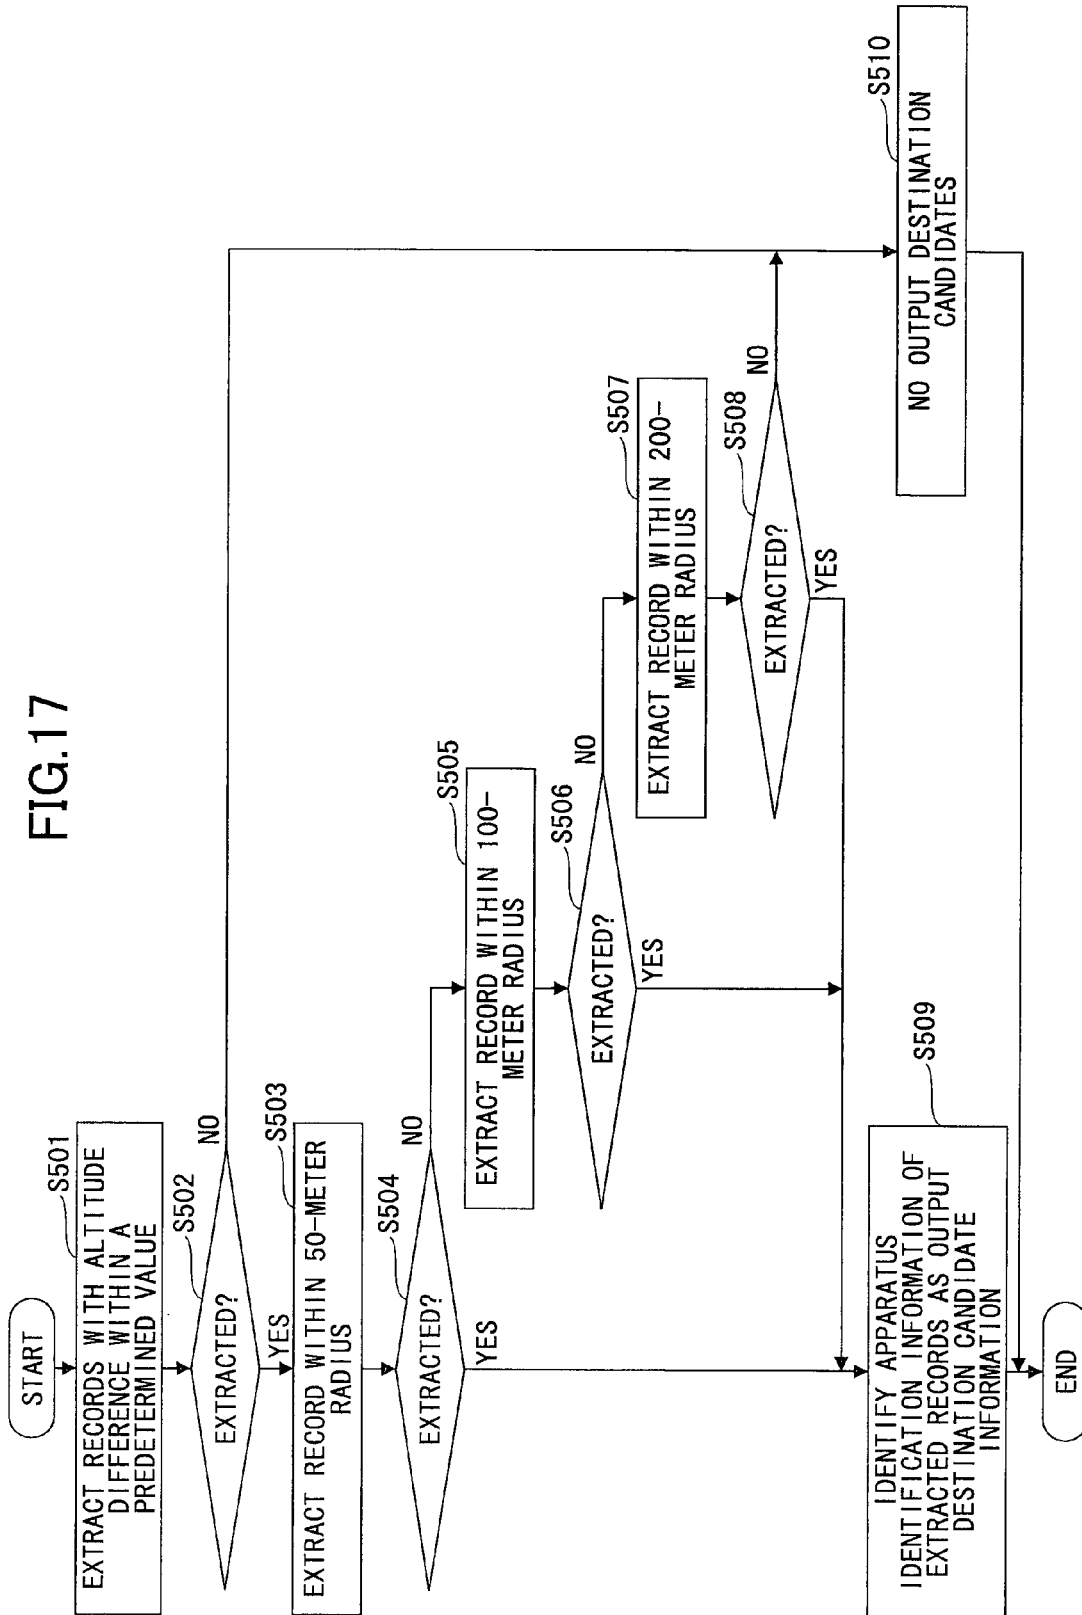 FIG.17
START
S501
EXTRACT RECORDS WITH ALTITUDE
DIFFERENCE WITHIN A
PREDETERMINED VALUE
S502
EXTRACTED?
NO
YES
S503
EXTRACT RECORD WITHIN 50-METER
RADIUS
S504
EXTRACTED?
NO
YES
S505
EXTRACT RECORD WITHIN 100-
METER RADIUS
S506
EXTRACTED?
NO
YES
S507
EXTRACT RECORD WITHIN 200-
METER RADIUS
S508
EXTRACTED?
NO
YES
S509
IDENTIFY APPARATUS
IDENTIFICATION INFORMATION OF
EXTRACTED RECORDS AS OUTPUT
DESTINATION CANDIDATE
INFORMATION
S510
NO OUTPUT DESTINATION
CANDIDATES
END